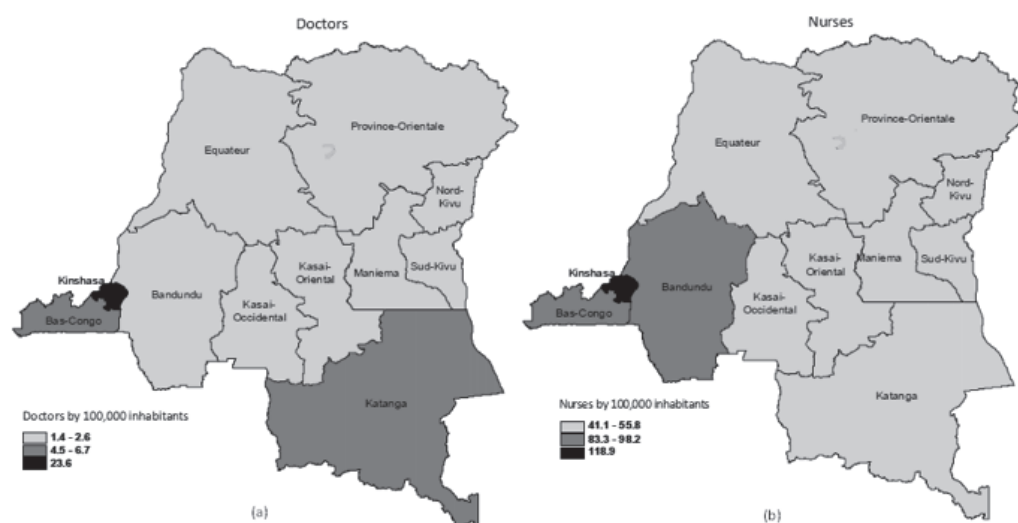 Doctors
Equateur
Province-Orientale
Nord-
Kivu
Kinshasa
Bandundu
Kasai-
Oriental
Maniema
Sud-Kivu
Bas-Congo
Kasai-
Occidental
Katanga
Doctors by 100,000 inhabitants
1.4 - 2.6
4.5 - 6.7
23.6
(a)
Nurses
Equateur
Province-Orientale
Nord-
Kivu
Kinshasa
Bandundu
Kasai-
Oriental
Maniema
Sud-Kivu
Bas-Congo
Kasai-
Occidental
Katanga
Nurses by 100,000 inhabitants
41.1 - 55.8
83.3 - 98.2
118.9
(b)